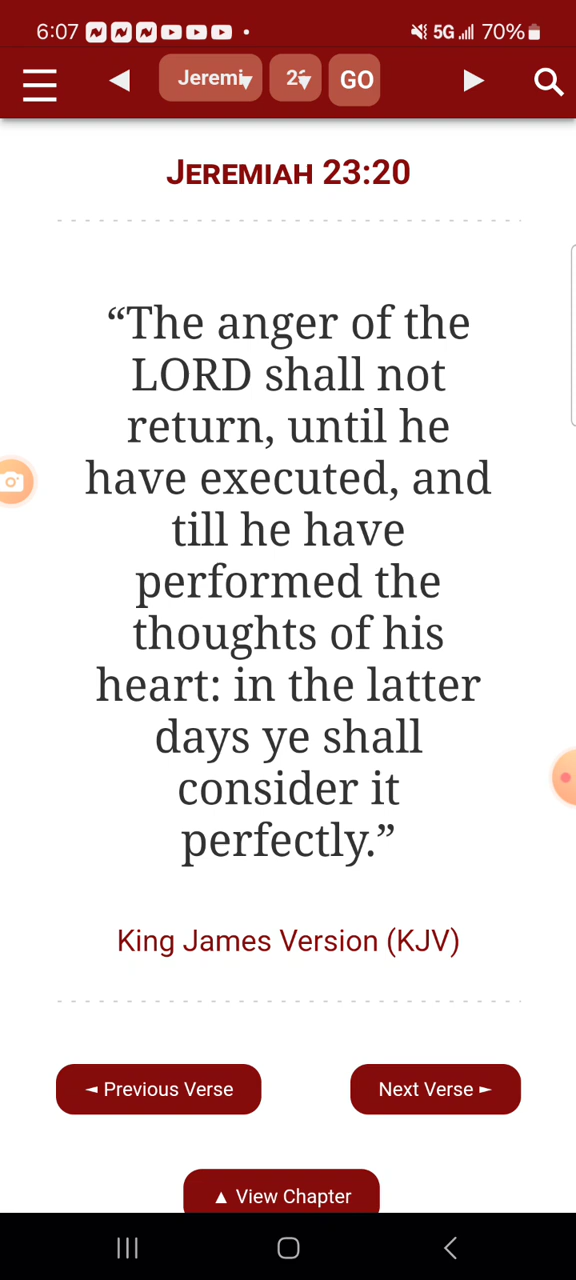 6:07 5G 70%
Jeremi GO
JEREMIAH 23:20
“The anger of the
LORD shall not
return, until he
have executed, and
till he have
performed the
thoughts of his
heart: in the latter
days ye shall
consider it
perfectly.”
King James Version (KJV)
◄ Previous Verse Next Verse ►
▲ View Chapter